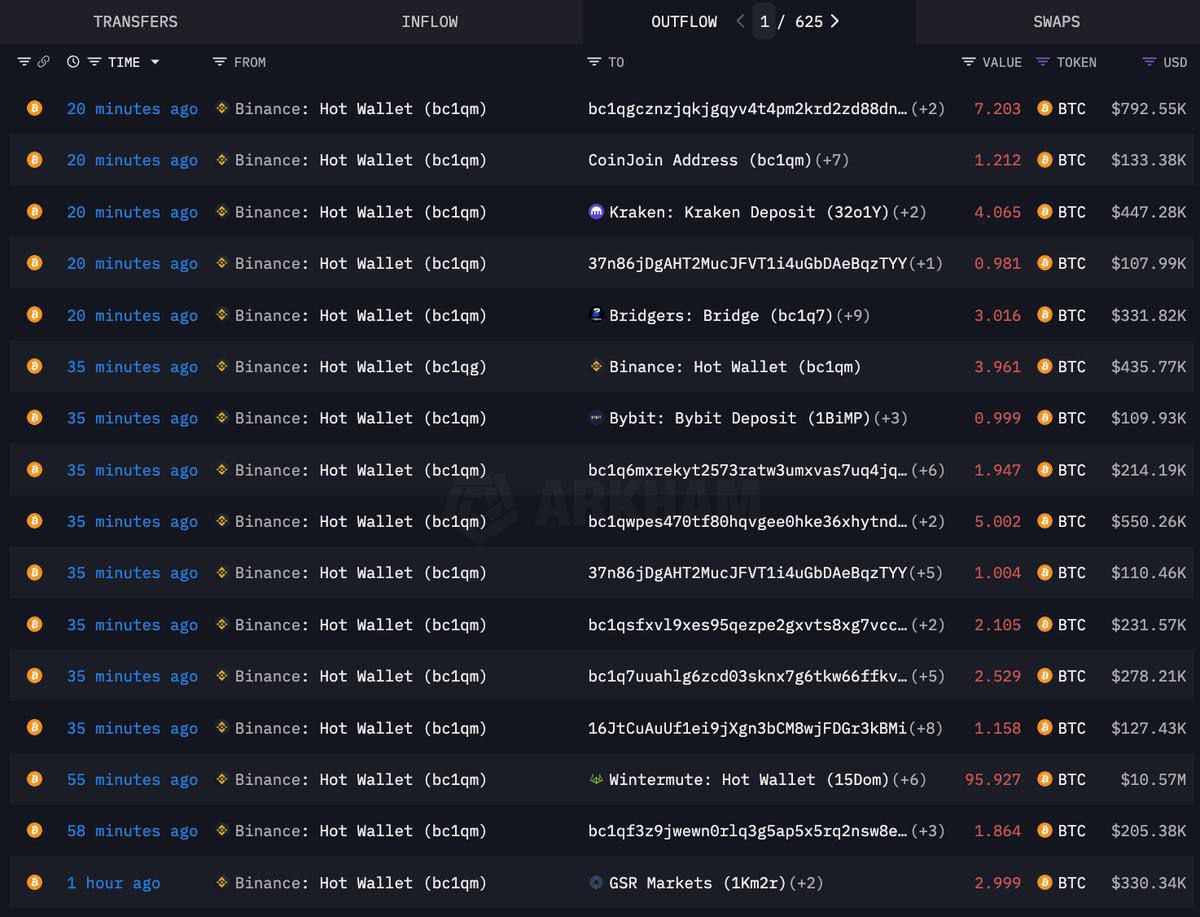 TRANSFERS INFLOW OUTFLOW 1 / 625 SWAPS
TIME FROM TO VALUE TOKEN USD
20 minutes ago Binance: Hot Wallet (bc1qm) bc1qgcznzjqkjgqyv4t4pm2krd2zd88dn…(+2) 7.203 BTC $792.55K
20 minutes ago Binance: Hot Wallet (bc1qm) CoinJoin Address (bc1qm)(+7) 1.212 BTC $133.38K
20 minutes ago Binance: Hot Wallet (bc1qm) Kraken: Kraken Deposit (32o1Y)(+2) 4.065 BTC $447.28K
20 minutes ago Binance: Hot Wallet (bc1qm) 37n86jDgAHT2MucJFVT1i4uGbDAeBqzTYY(+1) 0.981 BTC $107.99K
20 minutes ago Binance: Hot Wallet (bc1qm) Bridgers: Bridge (bc1q7)(+9) 3.016 BTC $331.82K
35 minutes ago Binance: Hot Wallet (bc1qg) Binance: Hot Wallet (bc1qm) 3.961 BTC $435.77K
35 minutes ago Binance: Hot Wallet (bc1qm) Bybit: Bybit Deposit (1BiMP)(+3) 0.999 BTC $109.93K
35 minutes ago Binance: Hot Wallet (bc1qm) bc1q6mxrekyt2573ratw3umxvas7uq4jq…(+6) 1.947 BTC $214.19K
ARKHAM
35 minutes ago Binance: Hot Wallet (bc1qm) bc1qwpes470tf80hqvgee0hke36xhytnd…(+2) 5.002 BTC $550.26K
35 minutes ago Binance: Hot Wallet (bc1qm) 37n86jDgAHT2MucJFVT1i4uGbDAeBqzTYY(+5) 1.004 BTC $110.46K
35 minutes ago Binance: Hot Wallet (bc1qm) bc1qsfxvl9xes95qezpe2gxvts8xg7vcc…(+2) 2.105 BTC $231.57K
35 minutes ago Binance: Hot Wallet (bc1qm) bc1q7uuahlg6zcd03sknx7g6tkw66ffkv…(+5) 2.529 BTC $278.21K
35 minutes ago Binance: Hot Wallet (bc1qm) 16JtCuAuUf1ei9jXgn3bCM8wjFDGr3kBMi(+8) 1.158 BTC $127.43K
55 minutes ago Binance: Hot Wallet (bc1qm) Wintermute: Hot Wallet (15Dom)(+6) 95.927 BTC $10.57M
58 minutes ago Binance: Hot Wallet (bc1qm) bc1qf3z9jwewn0rlq3g5ap5x5rq2nsw8e…(+3) 1.864 BTC $205.38K
1 hour ago Binance: Hot Wallet (bc1qm) GSR Markets (1Km2r)(+2) 2.999 BTC $330.34K